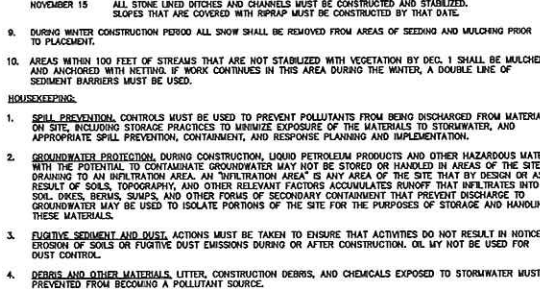 NOVEMBER 15 ALL STONE LINED DITCHES AND CHANNELS MUST BE CONSTRUCTED AND STABILIZED.
SLOPES THAT ARE COVERED WITH RIPRAP MUST BE CONSTRUCTED BY THAT DATE.
9. DURING WINTER CONSTRUCTION PERIOD ALL SNOW SHALL BE REMOVED FROM AREAS OF SEEDING AND MULCHING PRIOR
TO PLACEMENT.
10. AREAS WITHIN 100 FEET OF STREAMS THAT ARE NOT STABILIZED WITH VEGETATION BY DEC. 1 SHALL BE MULCHE
AND ANCHORED WITH NETTING. IF WORK CONTINUES IN THIS AREA DURING THE WINTER, A DOUBLE LINE OF
SEDIMENT BARRIERS MUST BE USED.
HOUSEKEEPING:
1. SPILL PREVENTION. CONTROLS MUST BE USED TO PREVENT POLLUTANTS FROM BEING DISCHARGED FROM MATERIA
ON SITE, INCLUDING STORAGE PRACTICES TO MINIMIZE EXPOSURE OF THE MATERIALS TO STORMWATER, AND
APPROPRIATE SPILL PREVENTION, CONTAINMENT, AND RESPONSE PLANNING AND IMPLEMENTATION.
2. GROUNDWATER PROTECTION. DURING CONSTRUCTION, LIQUID PETROLEUM PRODUCTS AND OTHER HAZARDOUS MATE
WITH THE POTENTIAL TO CONTAMINATE GROUNDWATER MAY NOT BE STORED OR HANDLED IN AREAS OF THE SITE
DRAINING TO AN INFILTRATION AREA. AN "INFILTRATION AREA" IS ANY AREA OF THE SITE THAT BY DESIGN OR AS
RESULT OF SOILS, TOPOGRAPHY, AND OTHER RELEVANT FACTORS ACCUMULATES RUNOFF THAT INFILTRATES INTO
SOIL. DIKES, BERMS, SUMPS, AND OTHER FORMS OF SECONDARY CONTAINMENT THAT PREVENT DISCHARGE TO
GROUNDWATER MAY BE USED TO ISOLATE PORTIONS OF THE SITE FOR THE PURPOSES OF STORAGE AND HANDLIN
THESE MATERIALS.
3. FUGITIVE SEDIMENT AND DUST. ACTIONS MUST BE TAKEN TO ENSURE THAT ACTIVITIES DO NOT RESULT IN NOTICE
EROSION OF SOILS OR FUGITIVE DUST EMISSIONS DURING OR AFTER CONSTRUCTION. OIL MY NOT BE USED FOR
DUST CONTROL.
4. DEBRIS AND OTHER MATERIALS. LITTER, CONSTRUCTION DEBRIS, AND CHEMICALS EXPOSED TO STORMWATER MUST
PREVENTED FROM BECOMING A POLLUTANT SOURCE.